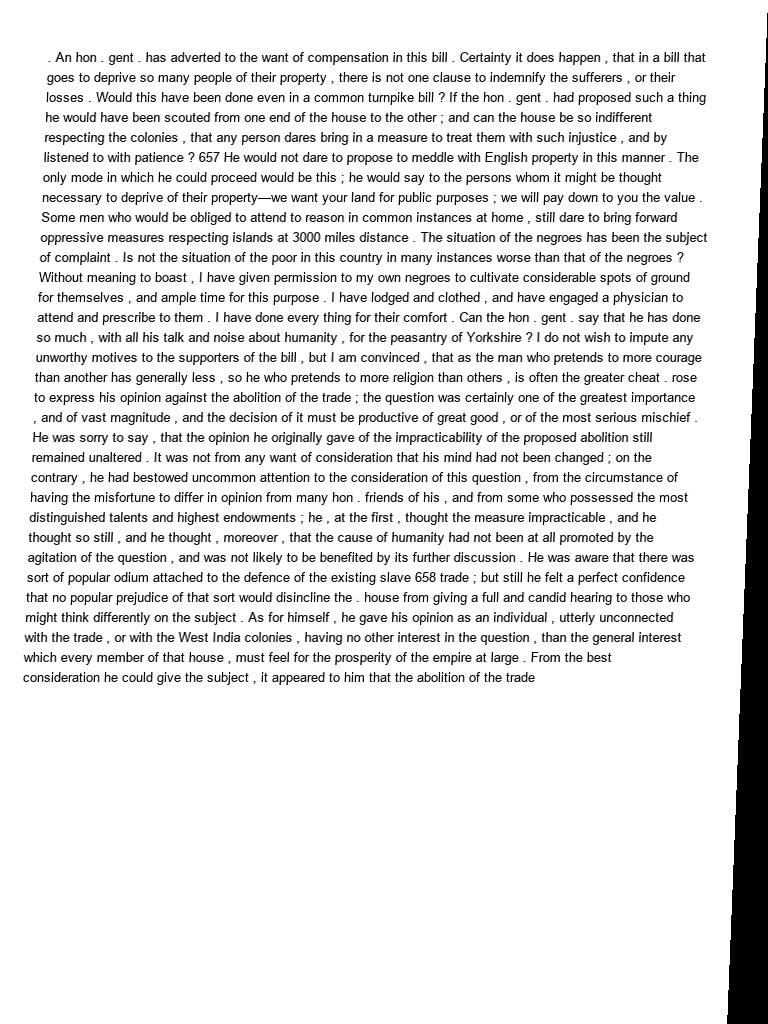 . An hon . gent . has adverted to the want of compensation in this bill . Certainty it does happen , that in a bill that
goes to deprive so many people of their property , there is not one clause to indemnify the sufferers , or their
losses . Would this have been done even in a common turnpike bill ? If the hon . gent . had proposed such a thing
he would have been scouted from one end of the house to the other ; and can the house be so indifferent
respecting the colonies , that any person dares bring in a measure to treat them with such injustice , and by
listened to with patience ? 657 He would not dare to propose to meddle with English property in this manner . The
only mode in which he could proceed would be this ; he would say to the persons whom it might be thought
necessary to deprive of their property—we want your land for public purposes ; we will pay down to you the value .
Some men who would be obliged to attend to reason in common instances at home , still dare to bring forward
oppressive measures respecting islands at 3000 miles distance . The situation of the negroes has been the subject
of complaint . Is not the situation of the poor in this country in many instances worse than that of the negroes ?
Without meaning to boast , I have given permission to my own negroes to cultivate considerable spots of ground
for themselves , and ample time for this purpose . I have lodged and clothed , and have engaged a physician to
attend and prescribe to them . I have done every thing for their comfort . Can the hon . gent . say that he has done
so much , with all his talk and noise about humanity , for the peasantry of Yorkshire ? I do not wish to impute any
unworthy motives to the supporters of the bill , but I am convinced , that as the man who pretends to more courage
than another has generally less , so he who pretends to more religion than others , is often the greater cheat . rose
to express his opinion against the abolition of the trade ; the question was certainly one of the greatest importance
, and of vast magnitude , and the decision of it must be productive of great good , or of the most serious mischief .
He was sorry to say , that the opinion he originally gave of the impracticability of the proposed abolition still
remained unaltered . It was not from any want of consideration that his mind had not been changed ; on the
contrary , he had bestowed uncommon attention to the consideration of this question , from the circumstance of
having the misfortune to differ in opinion from many hon . friends of his , and from some who possessed the most
distinguished talents and highest endowments ; he , at the first , thought the measure impracticable , and he
thought so still , and he thought , moreover , that the cause of humanity had not been at all promoted by the
agitation of the question , and was not likely to be benefited by its further discussion . He was aware that there was
sort of popular odium attached to the defence of the existing slave 658 trade ; but still he felt a perfect confidence
that no popular prejudice of that sort would disincline the . house from giving a full and candid hearing to those who
might think differently on the subject . As for himself , he gave his opinion as an individual , utterly unconnected
with the trade , or with the West India colonies , having no other interest in the question , than the general interest
which every member of that house , must feel for the prosperity of the empire at large . From the best
consideration he could give the subject , it appeared to him that the abolition of the trade